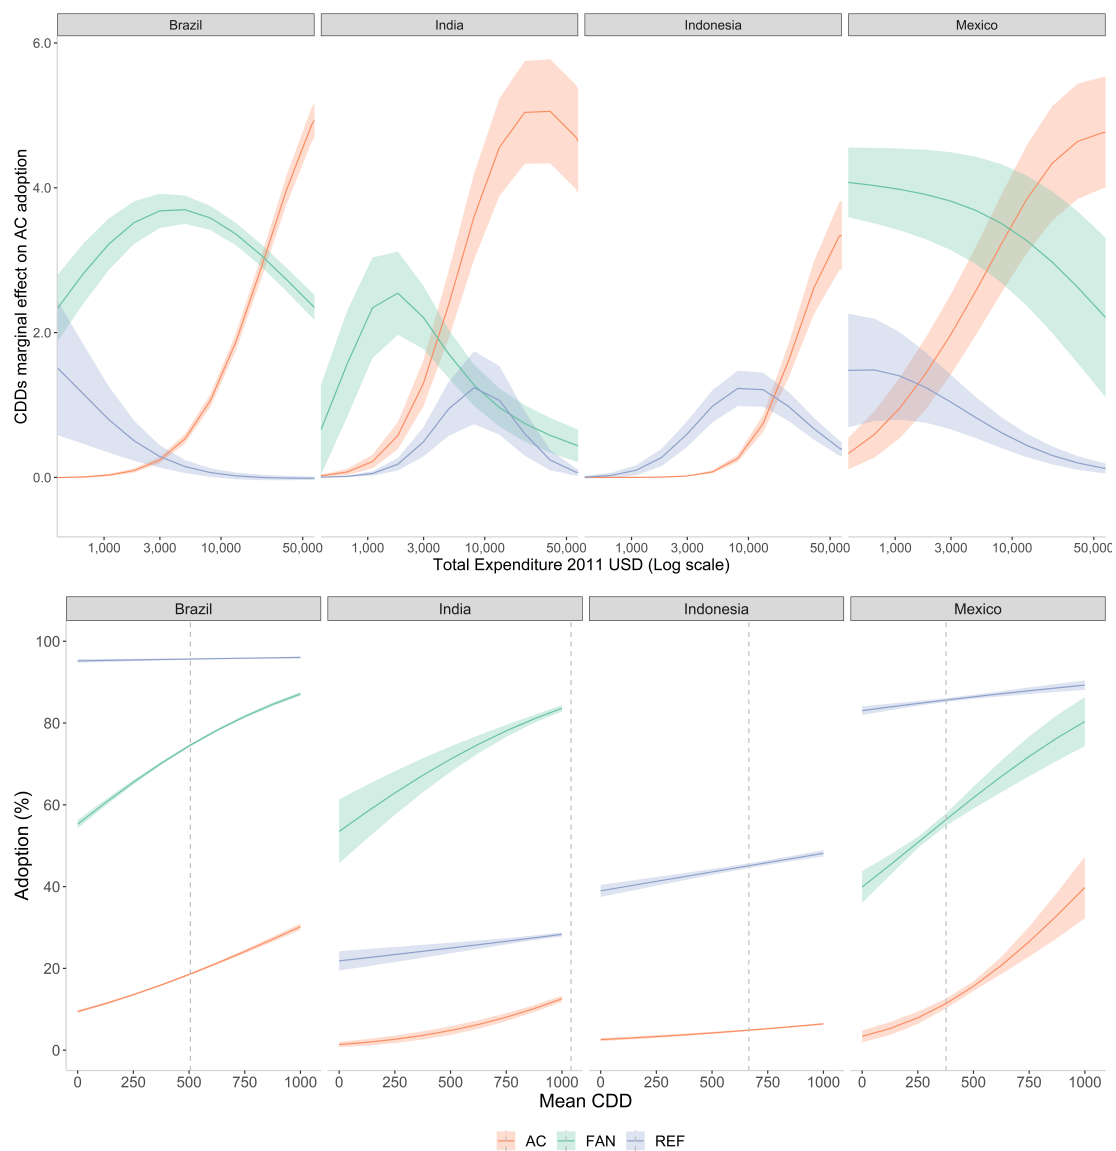 Brazil India Indonesia Mexico
CDDs marginal effect on AC adoption
6.0
4.0
2.0
0.0
1,000 3,000 10,000 50,000 1,000 3,000 10,000 50,000 1,000 3,000 10,000 50,000 1,000 3,000 10,000 50,000
Total Expenditure 2011 USD (Log scale)
Brazil India Indonesia Mexico
Adoption (%)
100
80
60
40
20
0
0 250 500 750 1000 0 250 500 750 1000 0 250 500 750 1000 0 250 500 750 1000
Mean CDD
AC FAN REF